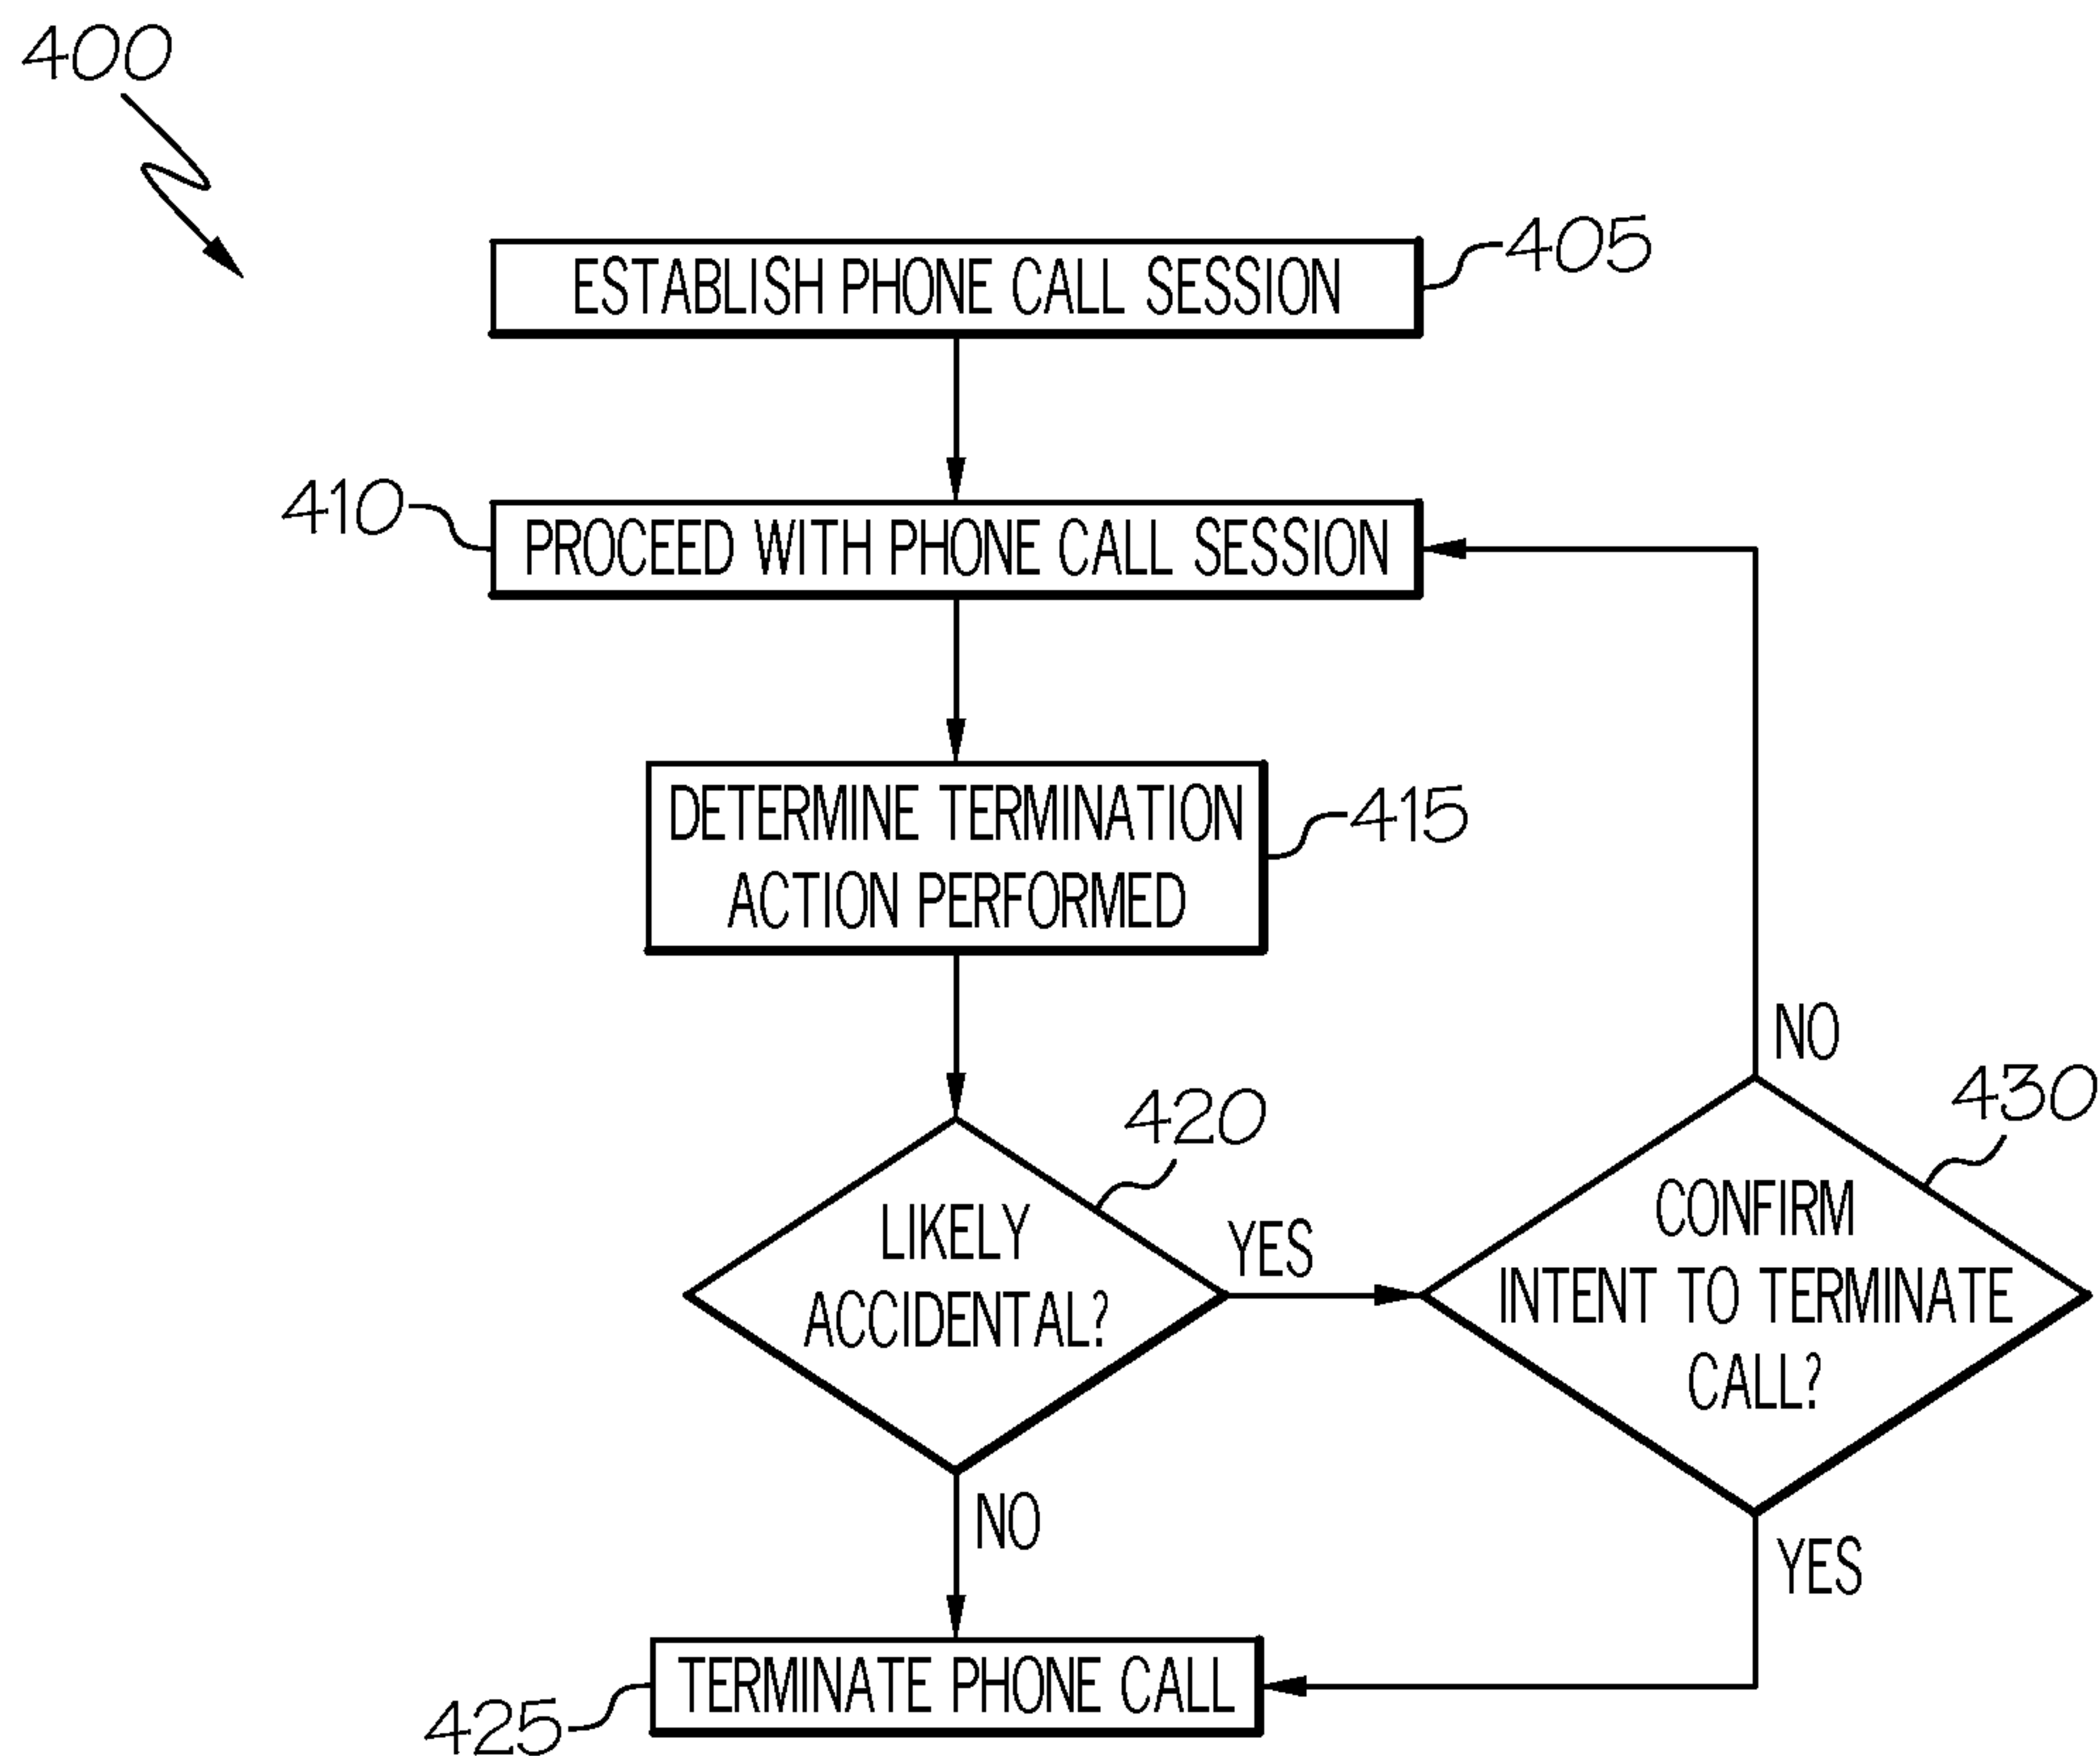 400
ESTABLISH PHONE CALL SESSION
405
410
PROCEED WITH PHONE CALL SESSION
DETERMINE TERMINATION
ACTION PERFORMED
415
NO
420
430
LIKELY
ACCIDENTAL?
YES
CONFIRM
INTENT TO TERMINATE
CALL?
NO
YES
TERMINATE PHONE CALL
425